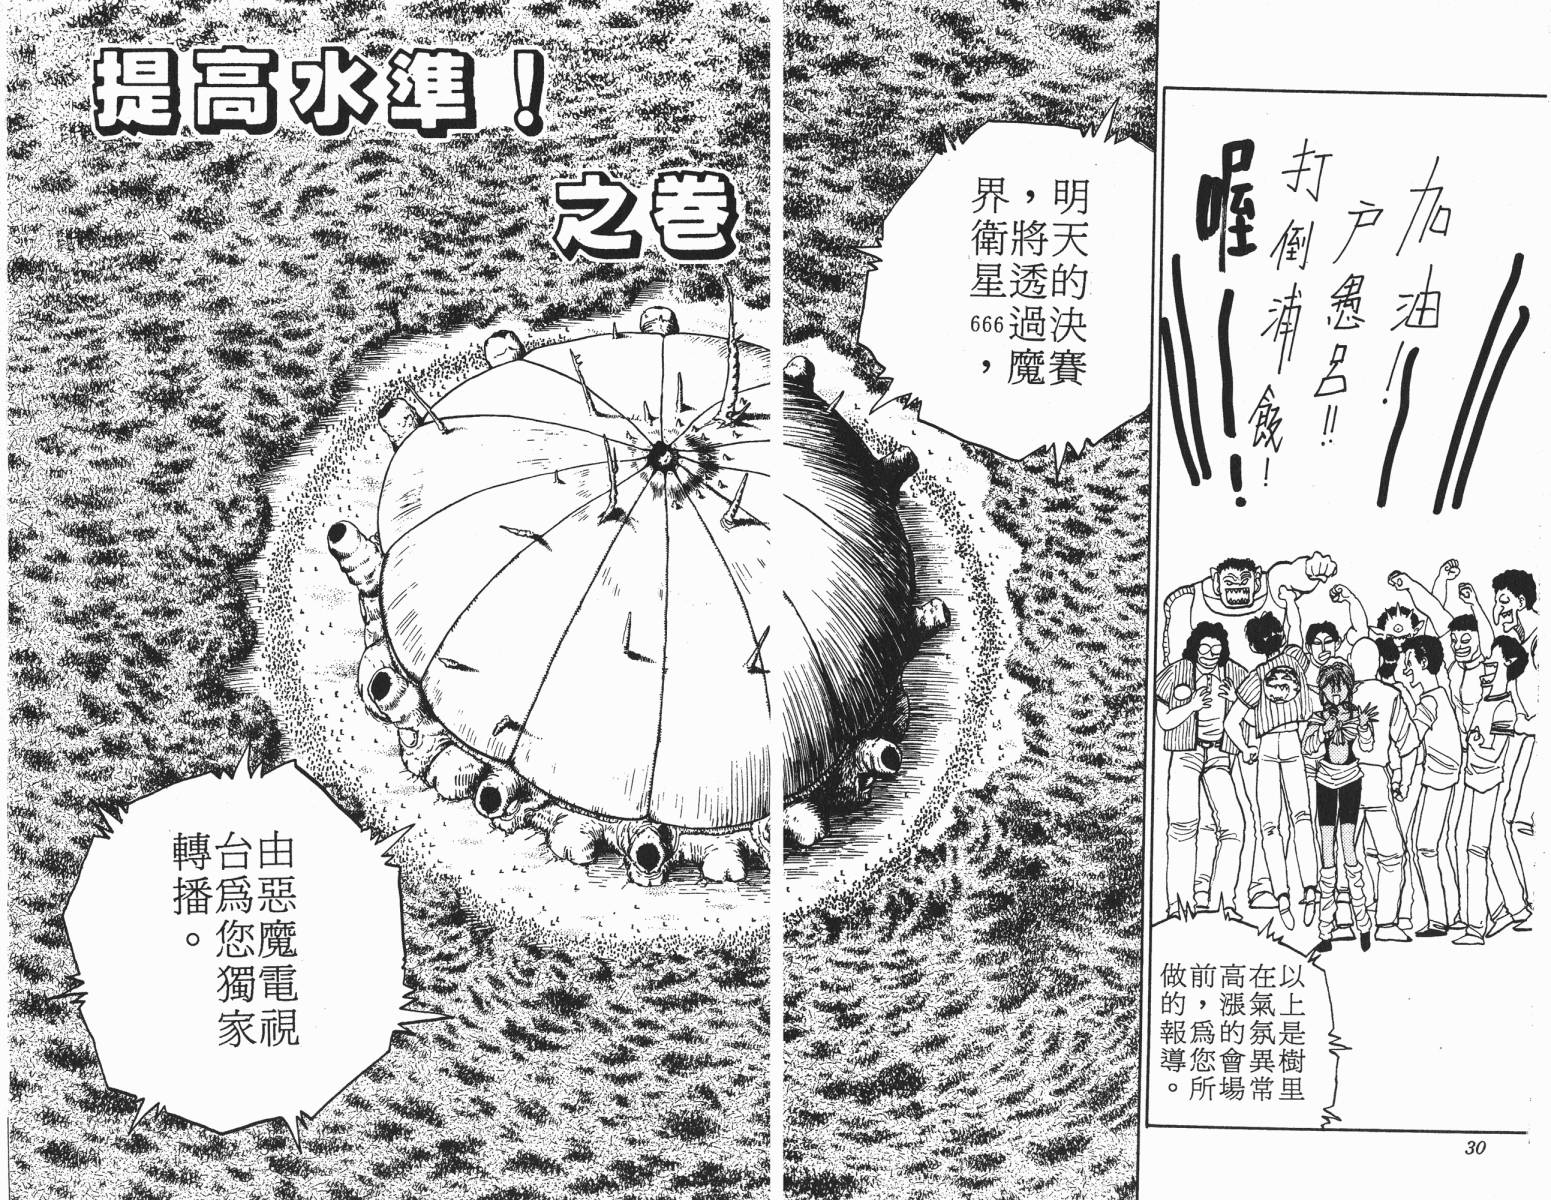 加油！
戸愚呂!!
打倒浦飯！
喔——！
以上是樹里
在氣氛異常
高漲的會場
前，爲您所
做的報導。
30
明天的決賽
，將透過魔
界衛星666，
提高水準！
之卷
由惡魔電視
台爲您獨家
轉播。